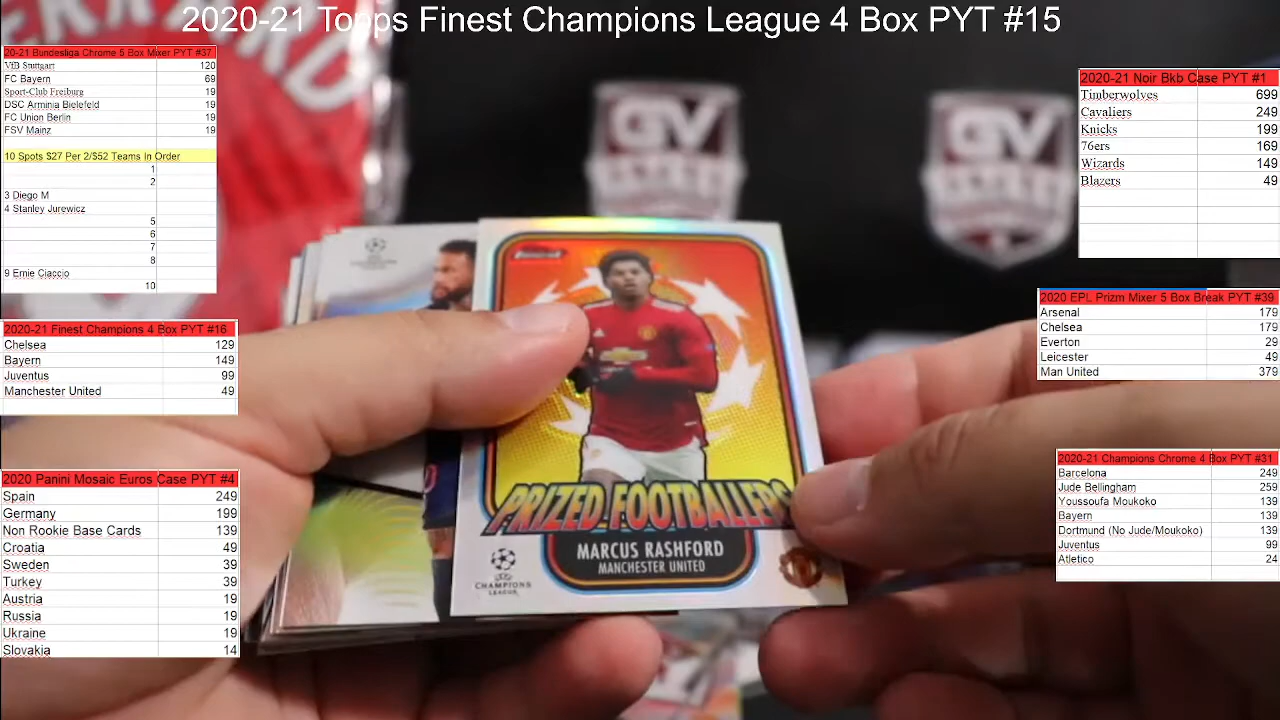 2020-21 Topps Finest Champions League 4 Box PYT #15
20-21 Bundesliga Chrome 5 Box Mixer PYT #37
VfB Stuttgart 120
FC Bayern 69
Sport-Club Freiburg 19
DSC Arminia Bielefeld 19
FC Union Berlin 19
FSV Mainz 19
10 Spots $27 Per 2/$52 Teams In Order
1
2
3 Diego M
4 Stanley Jurewicz
5
6
7
8
9 Ernie Ciaccio
10
2020-21 Finest Champions 4 Box PYT #16
Chelsea 129
Bayern 149
Juventus 99
Manchester United 49
2020 Panini Mosaic Euros Case PYT #4
Spain 249
Germany 199
Non Rookie Base Cards 139
Croatia 49
Sweden 39
Turkey 39
Austria 19
Russia 19
Ukraine 19
Slovakia 14
GV
GV
Finest
CHEVROLET
PRIZED FOOTBALLERS
MARCUS RASHFORD
MANCHESTER UNITED
CHAMPIONS
LEAGUE
2020-21 Noir Bkb Case PYT #1
Timberwolves 699
Cavaliers 249
Knicks 199
76ers 169
Wizards 149
Blazers 49
2020 EPL Prizm Mixer 5 Box Break PYT #39
Arsenal 179
Chelsea 179
Everton 29
Leicester 49
Man United 379
2020-21 Champions Chrome 4 Box PYT #31
Barcelona 249
Jude Bellingham 259
Youssoufa Moukoko 139
Bayern 139
Dortmund (No Jude/Moukoko) 139
Juventus 99
Atletico 24